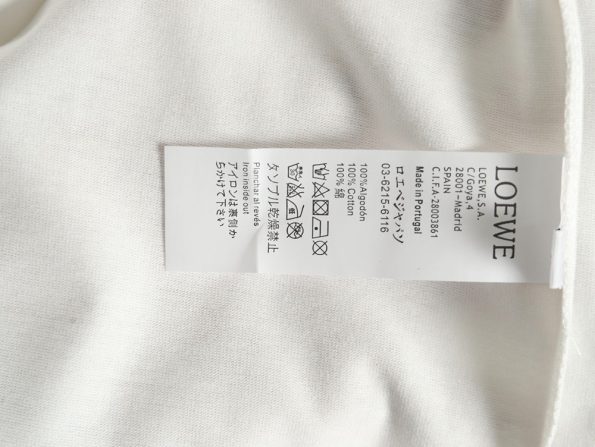 LOEWE
LOEWE, S.A.
C/Goya, 4
28001-Madrid
SPAIN
C.I.F.A-28003861
Made in Portugal
ロエベジャパン
03-6215-6116
100%Algodón
100% Cotton
100% 綿
タンブル乾燥禁止
Planchar al revés
Iron inside out
アイロンは裏側か
らかけて下さい